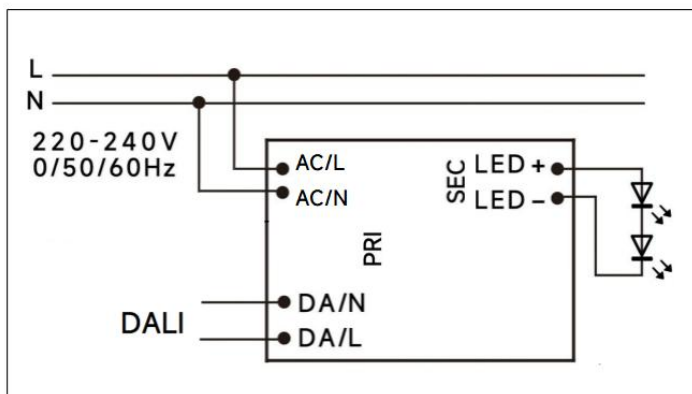 L
N
220-240V
0/50/60Hz
AC/L
AC/N
PRI
SEC
LED +
LED -
DALI
DA/N
DA/L